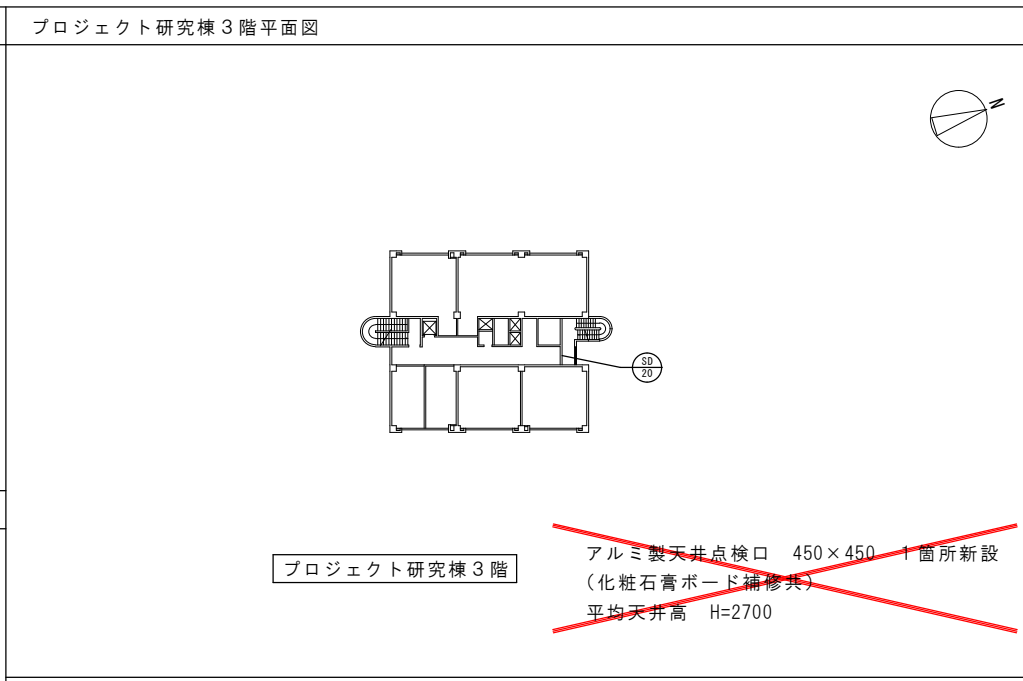 プロジェクト研究棟3階平面図
N
SD
20
プロジェクト研究棟3階
アルミ製天井点検口 450×450 1箇所新設
(化粧石膏ボード補修共)
平均天井高 H=2700